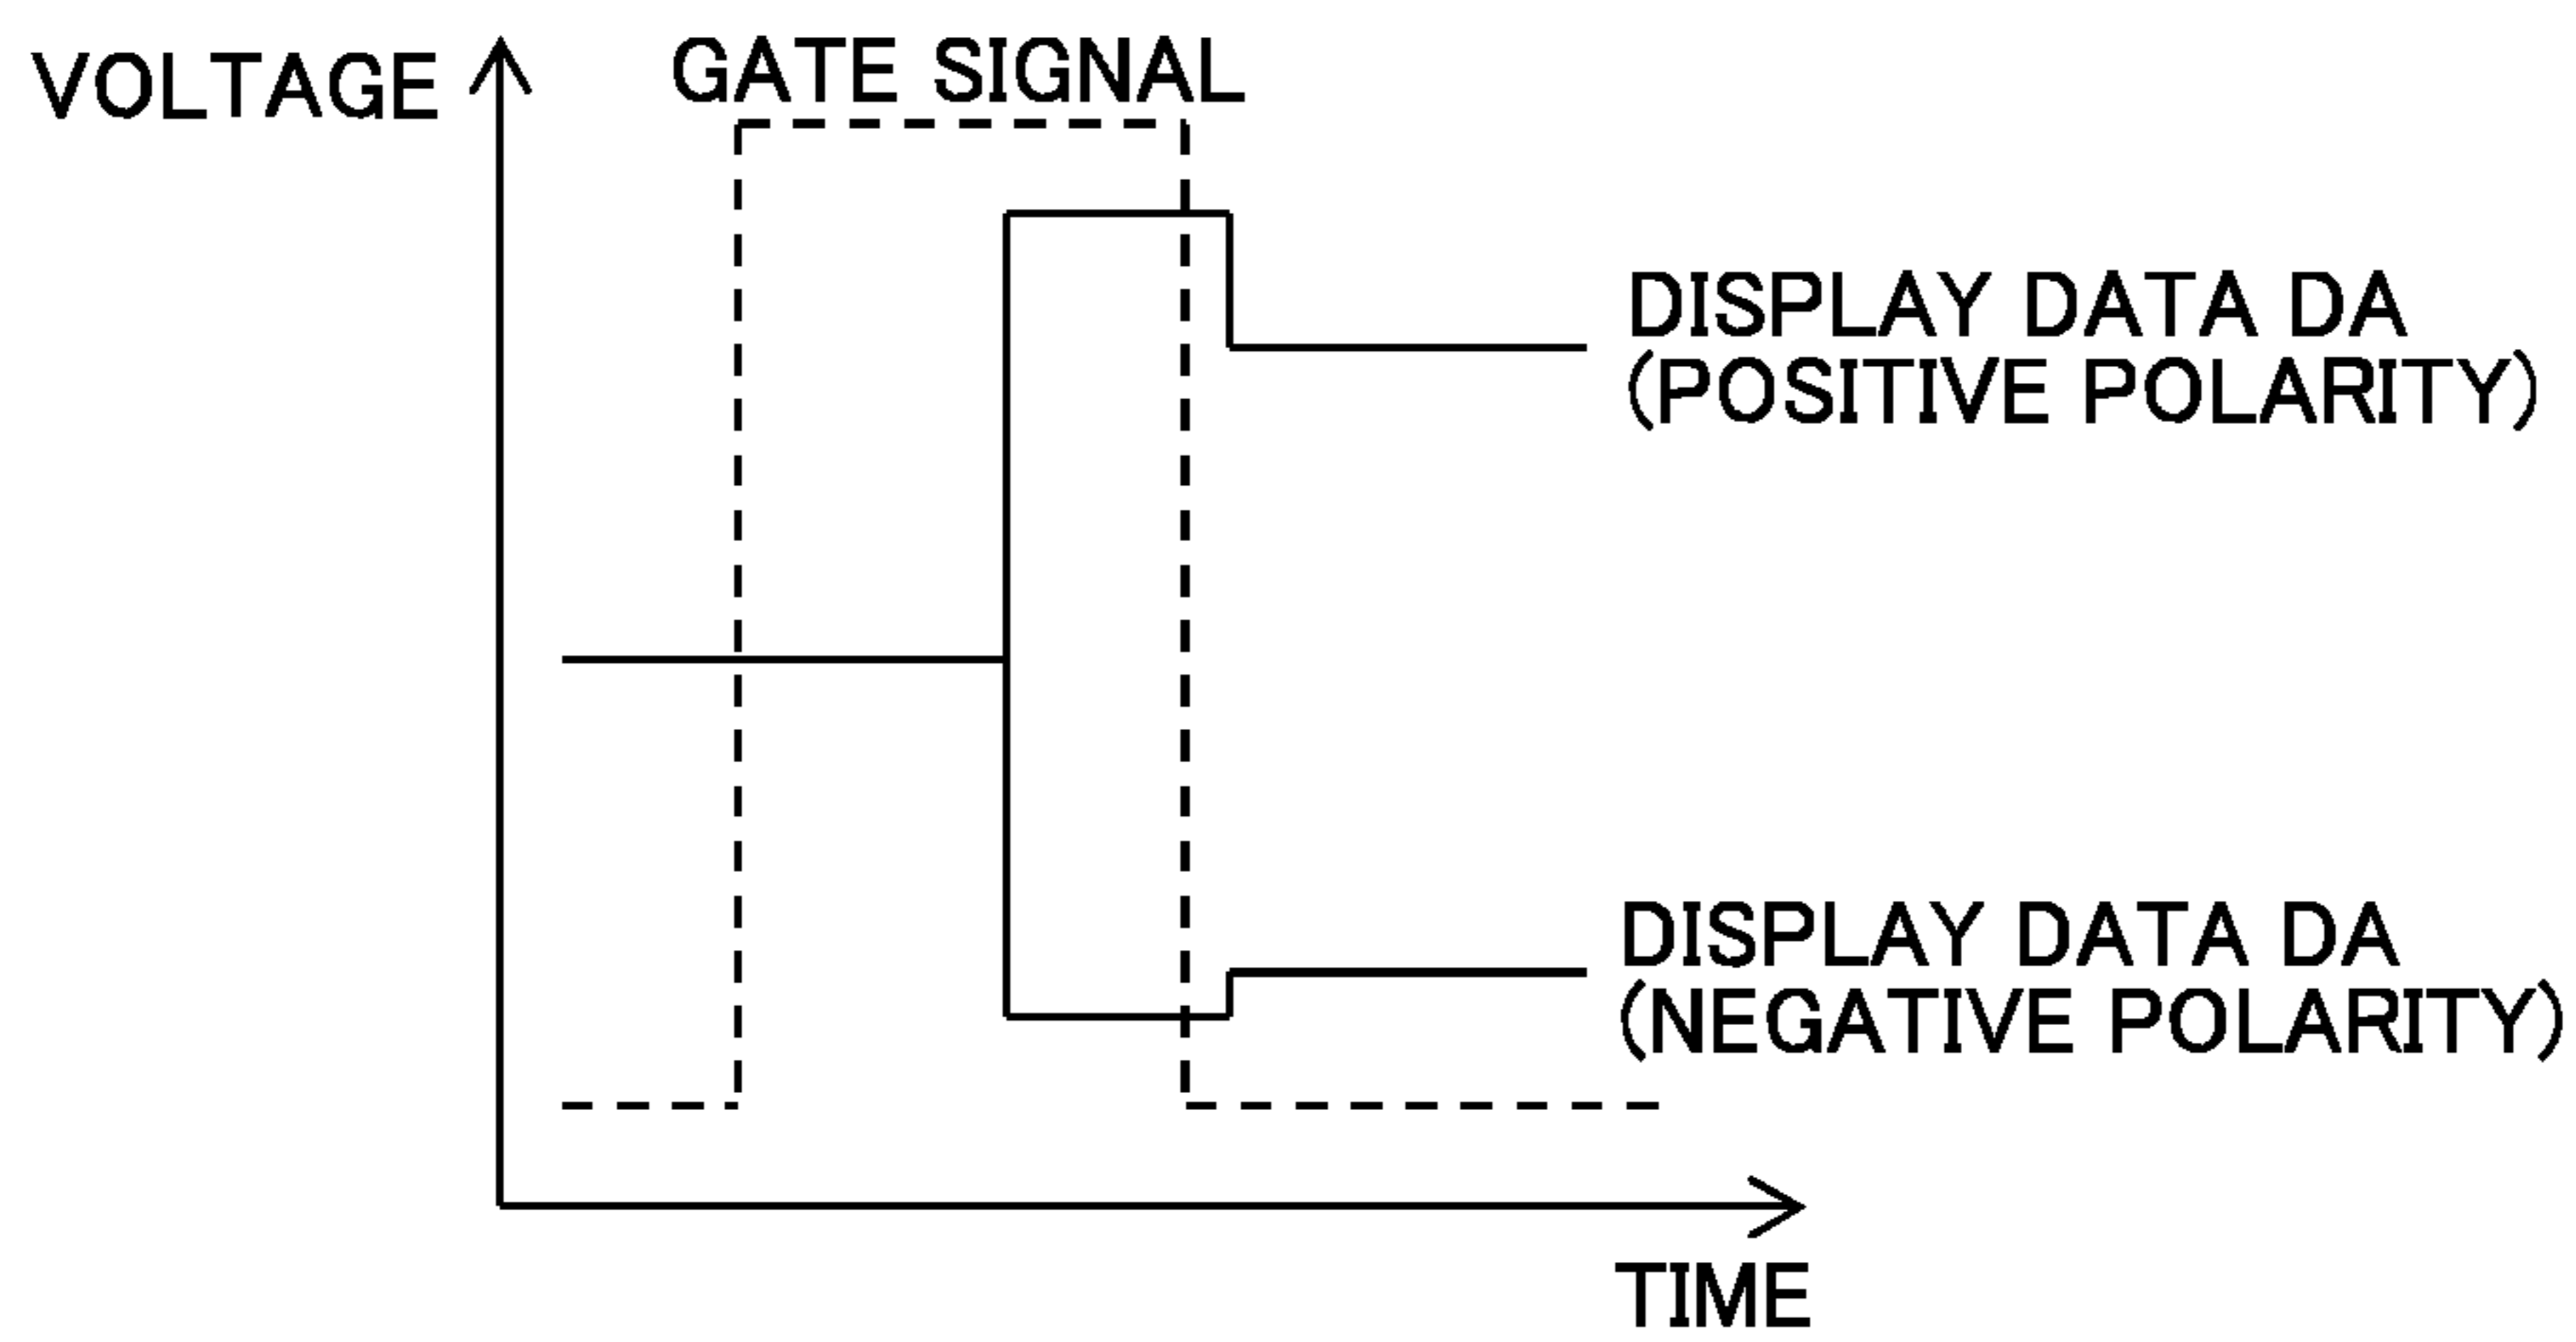 VOLTAGE
GATE SIGNAL
DISPLAY DATA DA
(POSITIVE POLARITY)
DISPLAY DATA DA
(NEGATIVE POLARITY)
TIME